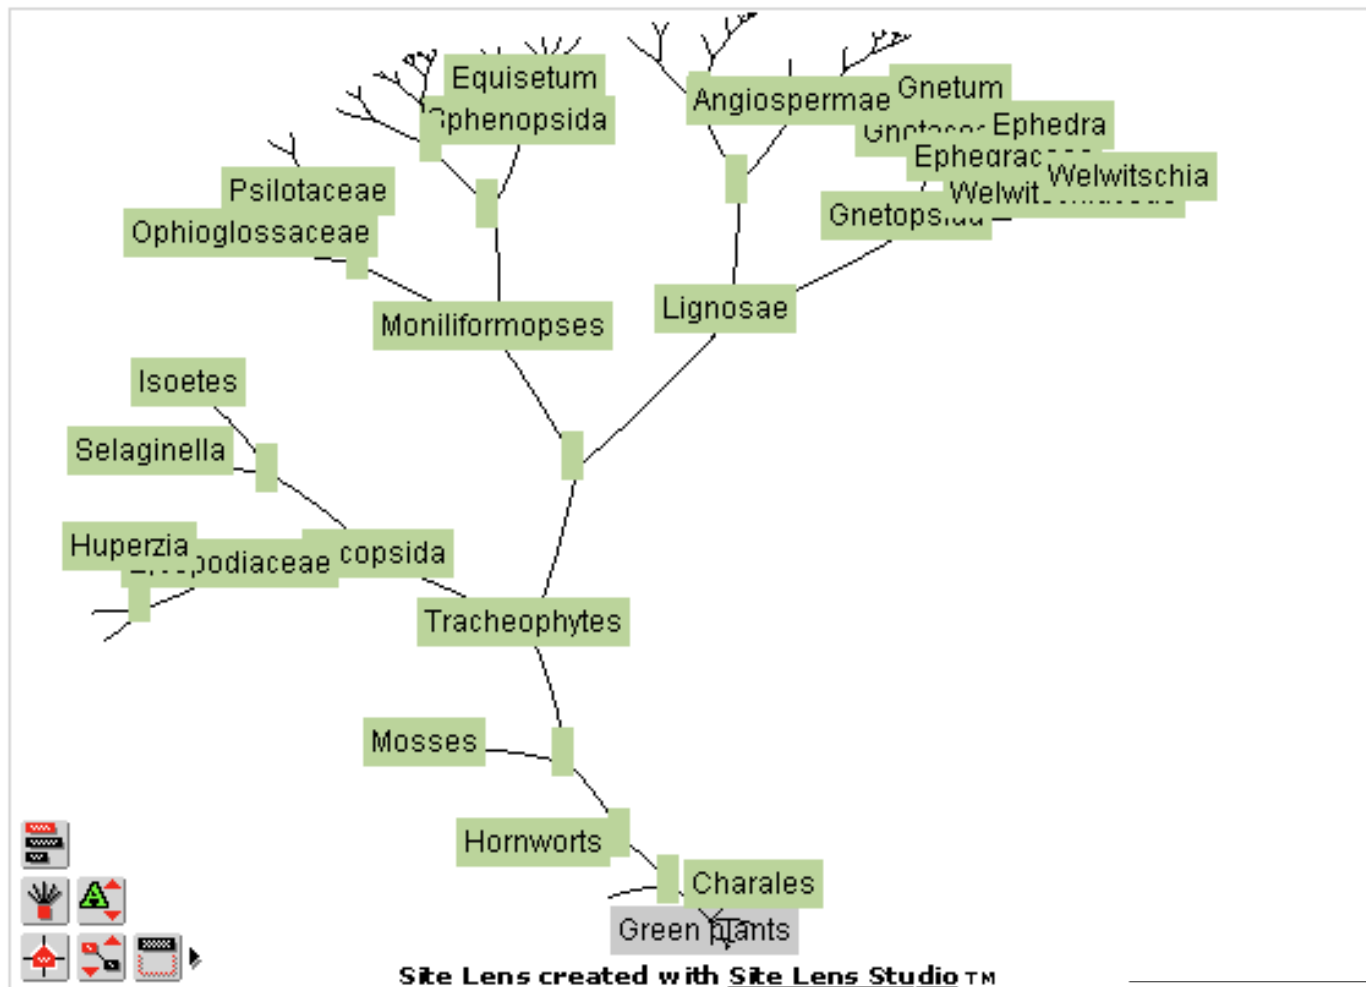 Equisetum
Sphenopsida
Angiospermae
Gnetum
Ephedra
Welwitschia
Psilotaceae
Ophioglossaceae
Moniliformopses
Lignosae
Isoetes
Selaginella
Huperzia
Tracheophytes
Mosses
Hornworts
Charales
Green plants
Site Lens created with Site Lens Studio TM